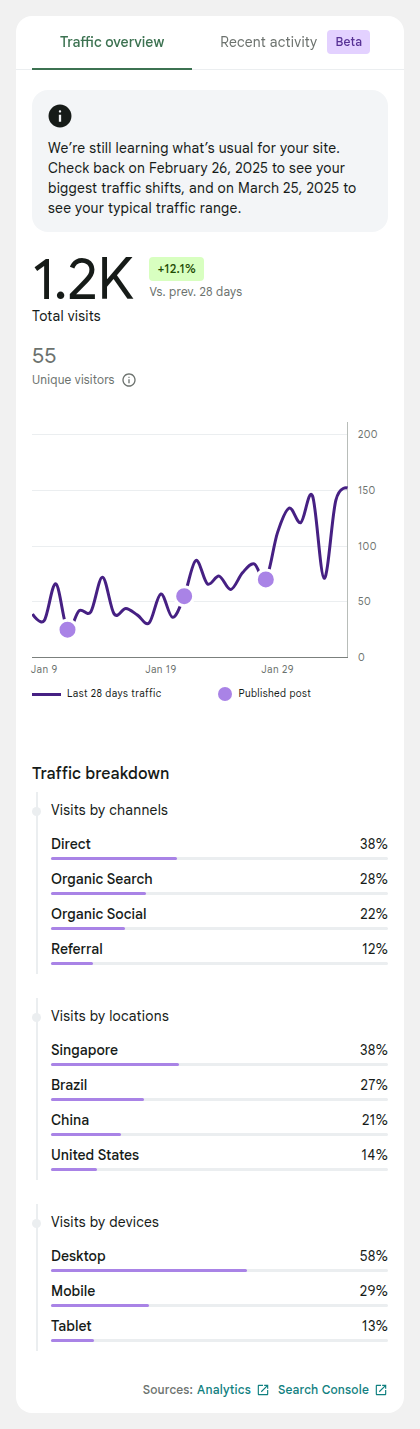 Traffic overview
Recent activity
Beta
We’re still learning what’s usual for your site.
Check back on February 26, 2025 to see your
biggest traffic shifts, and on March 25, 2025 to
see your typical traffic range.
1.2K
+12.1%
Vs. prev. 28 days
Total visits
55
Unique visitors
200
150
100
50
0
Jan 9
Jan 19
Jan 29
Last 28 days traffic
Published post
Traffic breakdown
Visits by channels
Direct 38%
Organic Search 28%
Organic Social 22%
Referral 12%
Visits by locations
Singapore 38%
Brazil 27%
China 21%
United States 14%
Visits by devices
Desktop 58%
Mobile 29%
Tablet 13%
Sources: Analytics Search Console